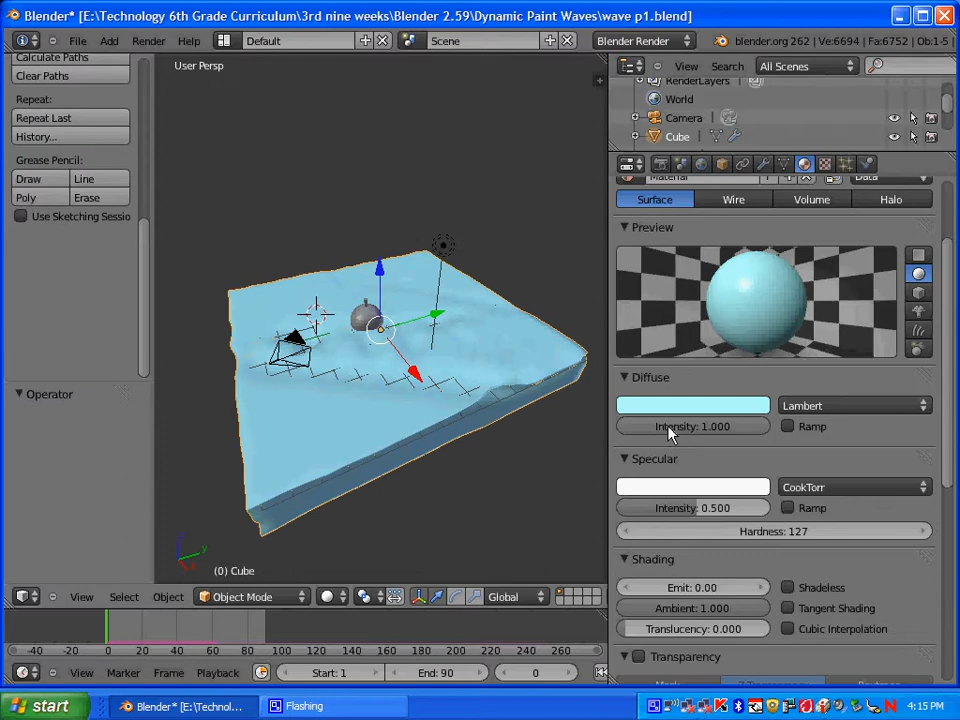 Blender* [E:\Technology 6th Grade Curriculum\3rd nine weeks\Blender 2.59\Dynamic Paint Waves\wave p1.blend]
File Add Render Help Default Scene Blender Render blender.org 262 | Ve:6694 | Fa:6752 | Ob:1-5
Calculate Paths
Clear Paths
Repeat:
Repeat Last
History...
Grease Pencil:
Draw Line
Poly Erase
Use Sketching Sessio
Operator
User Persp
(0) Cube
View Select Object Object Mode Global
-40 -20 0 20 40 60 80 100 120 140 160 180 200 220 240 260
View Marker Frame Playback Start: 1 End: 90 0
View Search All Scenes
RenderLayers
World
Camera
Cube
Material Data
Surface Wire Volume Halo
Preview
Diffuse
Lambert
Intensity: 1.000 Ramp
Specular
CookTorr
Intensity: 0.500 Ramp
Hardness: 127
Shading
Emit: 0.00 Shadeless
Ambient: 1.000 Tangent Shading
Translucency: 0.000 Cubic Interpolation
Transparency
start Blender* [E:\Technol... Flashing 4:15 PM